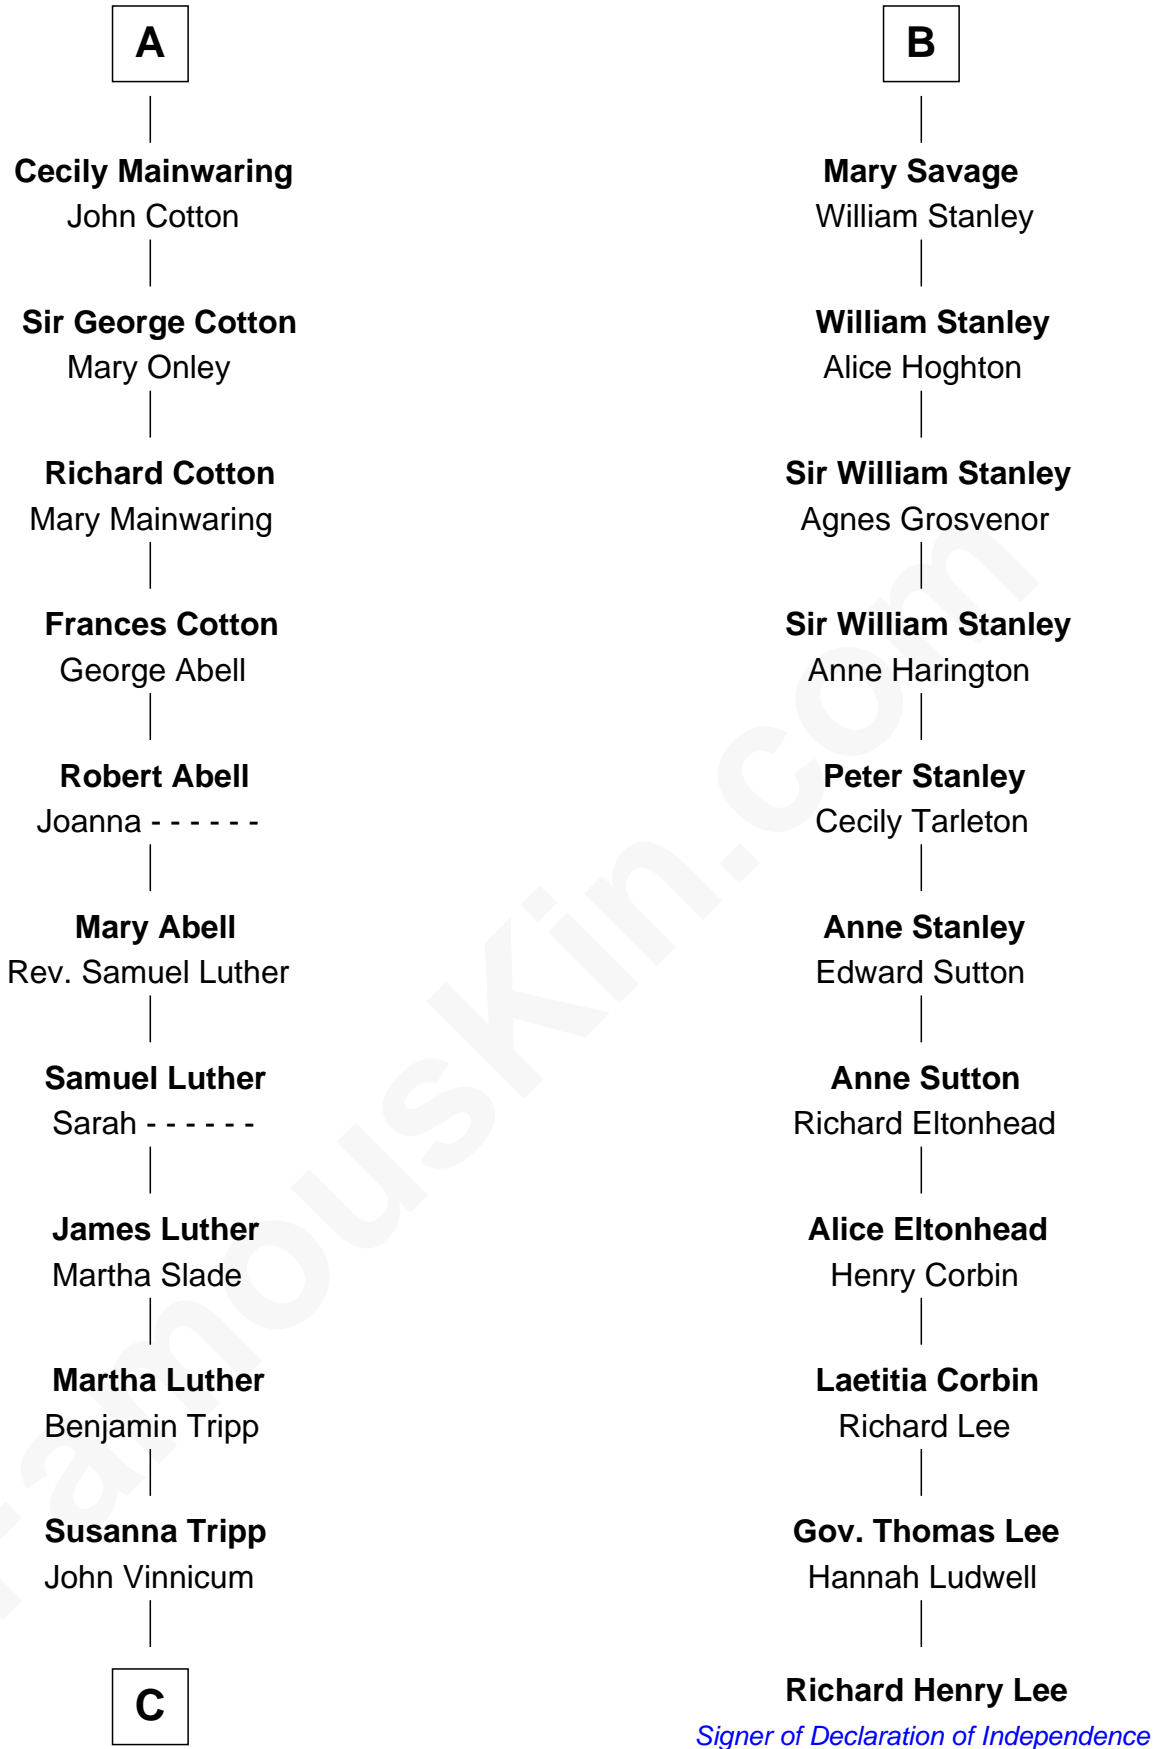 A
Cecily Mainwaring
John Cotton
Sir George Cotton
Mary Onley
Richard Cotton
Mary Mainwaring
Frances Cotton
George Abell
Robert Abell
Joanna - - - - - -
Mary Abell
Rev. Samuel Luther
Samuel Luther
Sarah - - - - - -
James Luther
Martha Slade
Martha Luther
Benjamin Tripp
Susanna Tripp
John Vinnicum
C
B
Mary Savage
William Stanley
William Stanley
Alice Hoghton
Sir William Stanley
Agnes Grosvenor
Sir William Stanley
Anne Harington
Peter Stanley
Cecily Tarleton
Anne Stanley
Edward Sutton
Anne Sutton
Richard Eltonhead
Alice Eltonhead
Henry Corbin
Laetitia Corbin
Richard Lee
Gov. Thomas Lee
Hannah Ludwell
Richard Henry Lee
Signer of Declaration of Independence
FamousKin.com